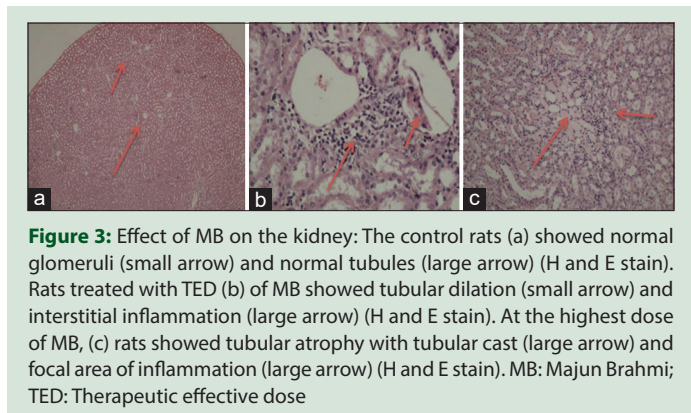 a
b
c
Figure 3: Effect of MB on the kidney: The control rats (a) showed normal
glomeruli (small arrow) and normal tubules (large arrow) (H and E stain).
Rats treated with TED (b) of MB showed tubular dilation (small arrow) and
interstitial inflammation (large arrow) (H and E stain). At the highest dose
of MB, (c) rats showed tubular atrophy with tubular cast (large arrow) and
focal area of inflammation (large arrow) (H and E stain). MB: Majun Brahmi;
TED: Therapeutic effective dose